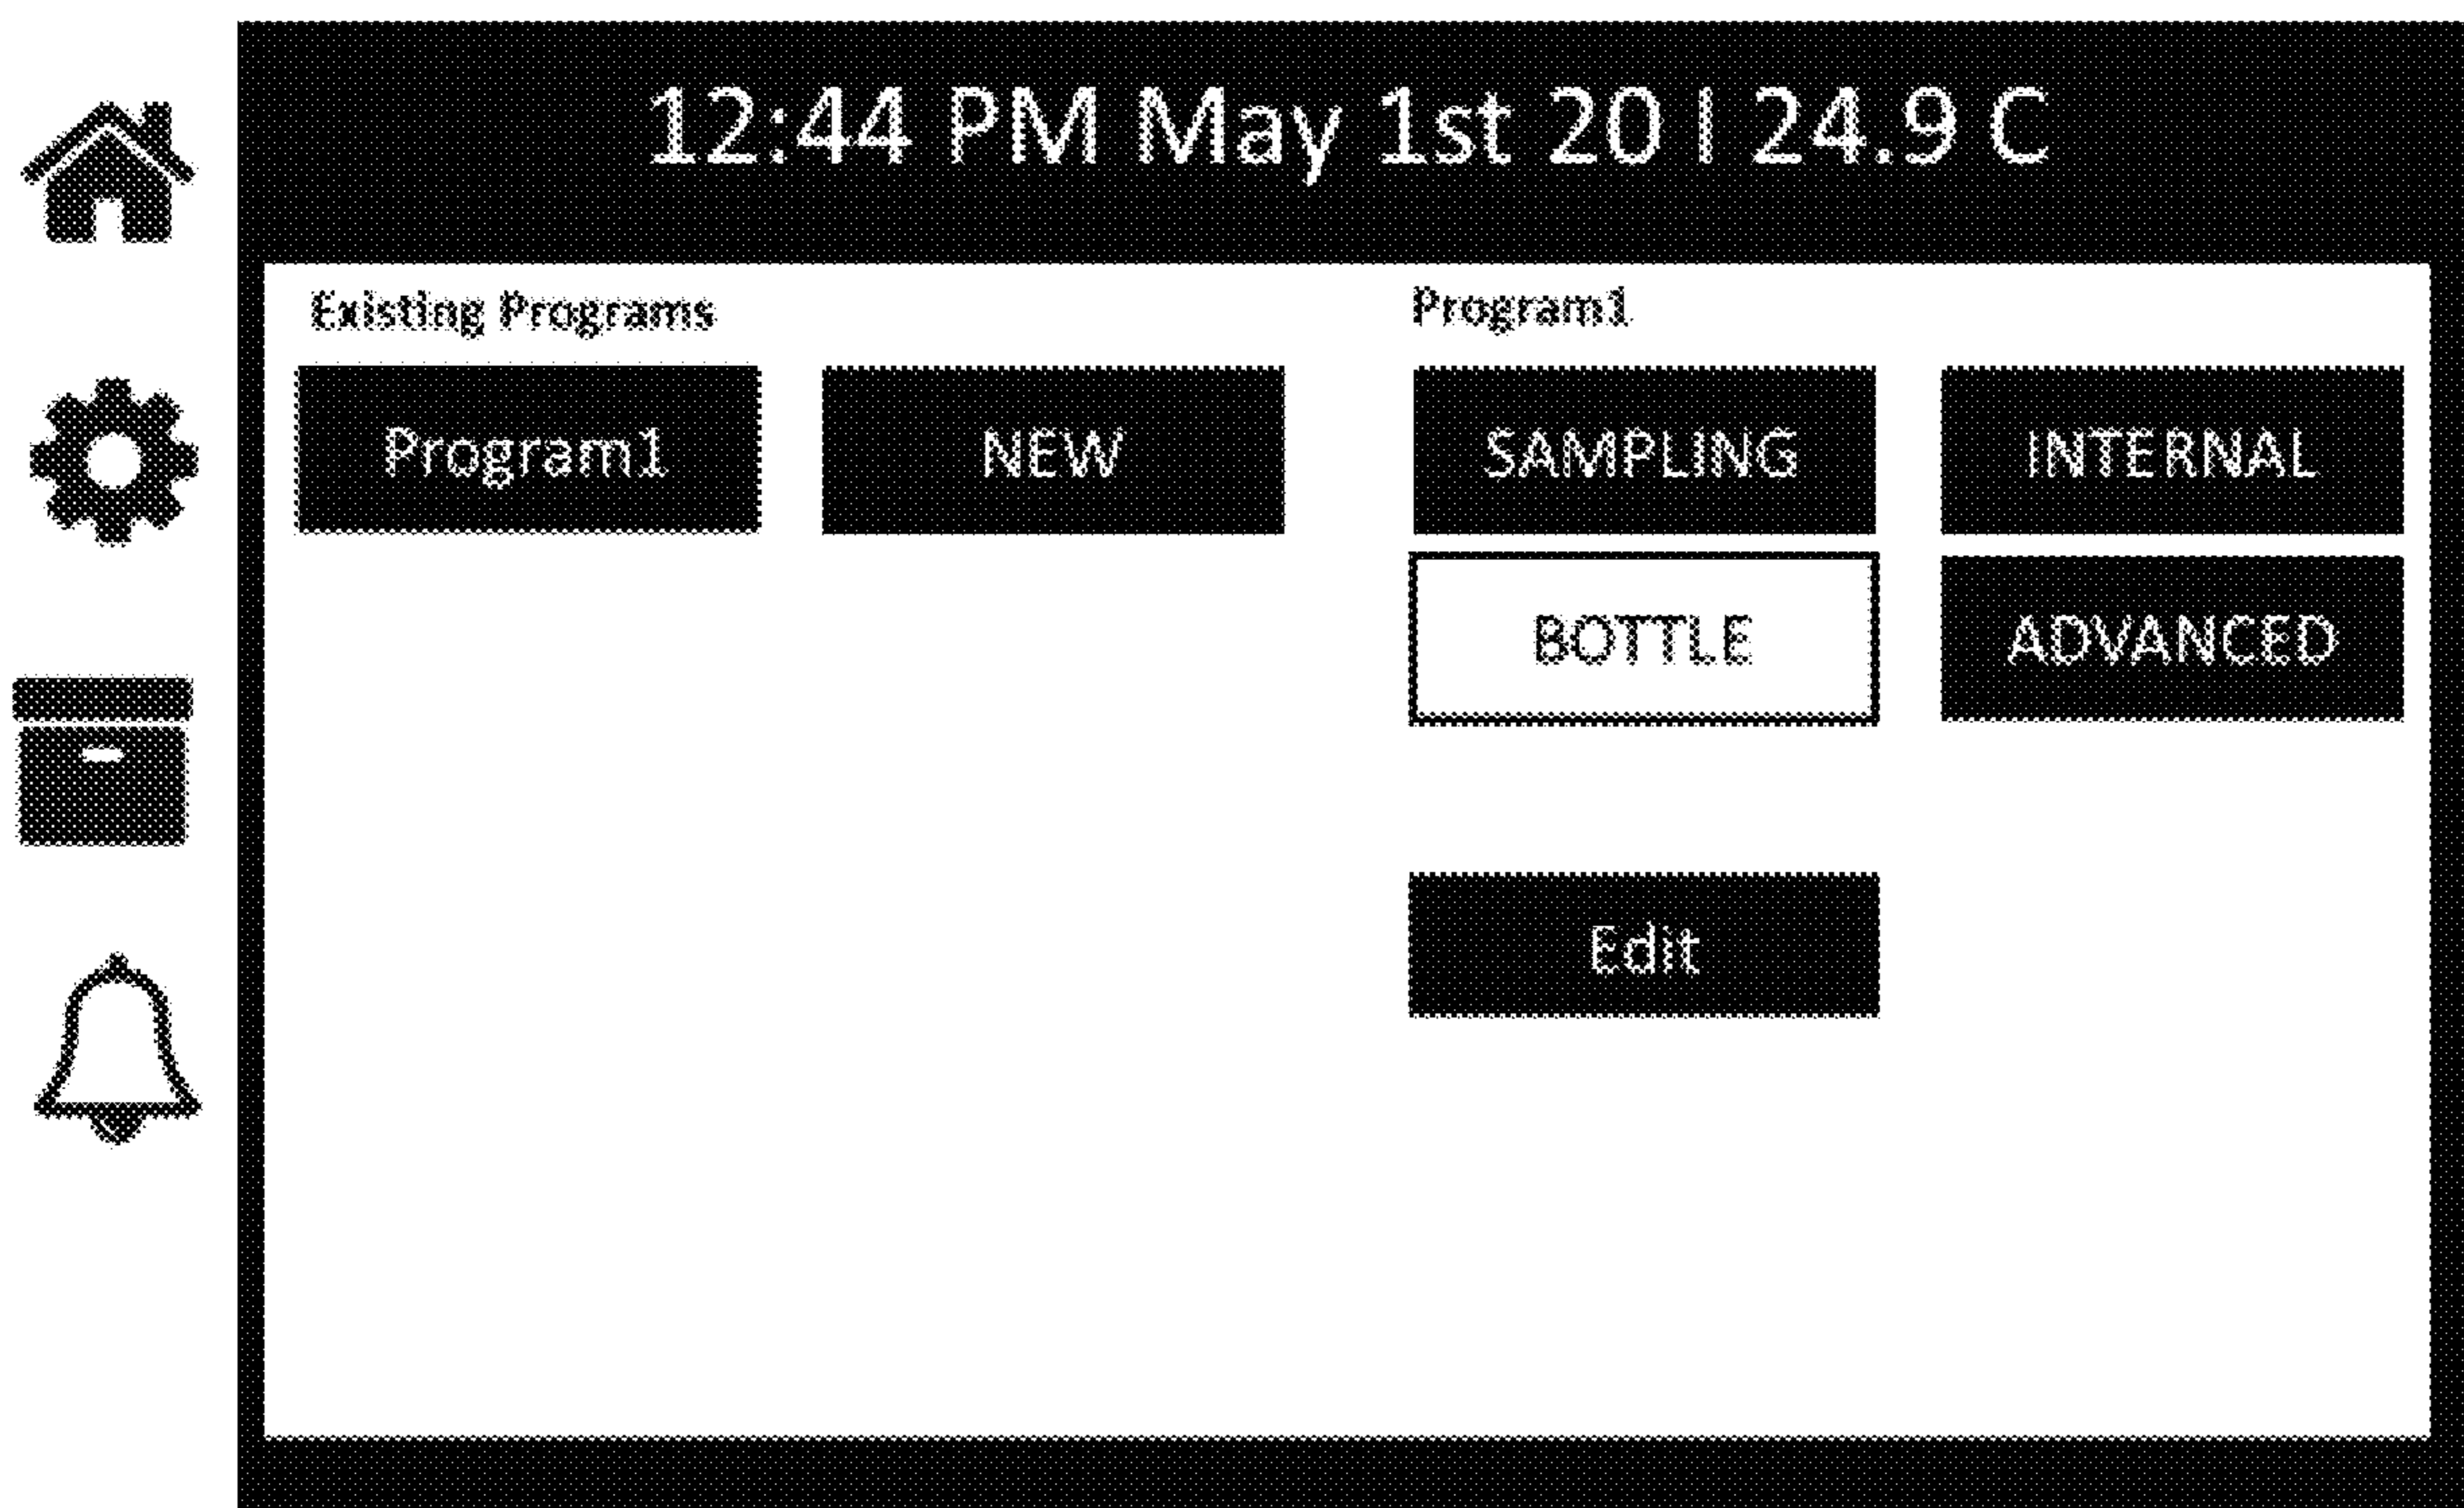 12:44 PM May 1st 20 I 24.9 C
Existing Programs
Program1
NEW
Program1
SAMPLING
INTERNAL
BOTTLE
ADVANCED
Edit